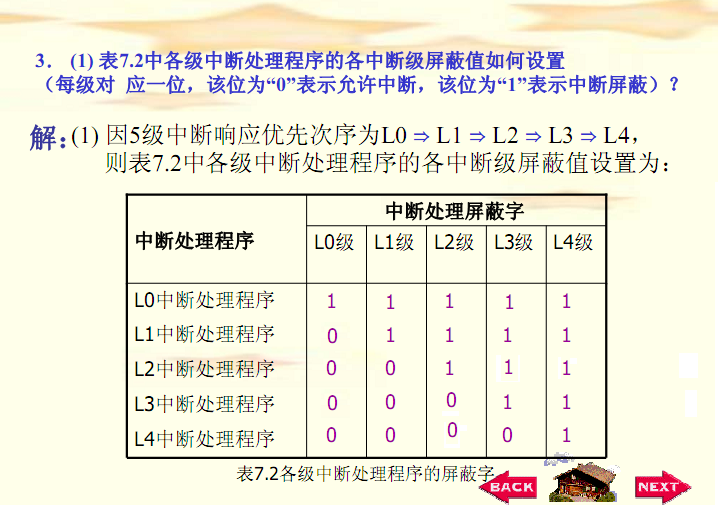 3． (1) 表7.2中各级中断处理程序的各中断级屏蔽值如何设置
（每级对 应一位，该位为“0”表示允许中断，该位为“1”表示中断屏蔽）？
解：(1) 因5级中断响应优先次序为L0 ⇒ L1 ⇒ L2 ⇒ L3 ⇒ L4，
则表7.2中各级中断处理程序的各中断级屏蔽值设置为：
中断处理程序 中断处理屏蔽字
L0级 L1级 L2级 L3级 L4级
L0中断处理程序 1 1 1 1 1
L1中断处理程序 0 1 1 1 1
L2中断处理程序 0 0 1 1 1
L3中断处理程序 0 0 0 1 1
L4中断处理程序 0 0 0 0 1
表7.2各级中断处理程序的屏蔽字
BACK NEXT